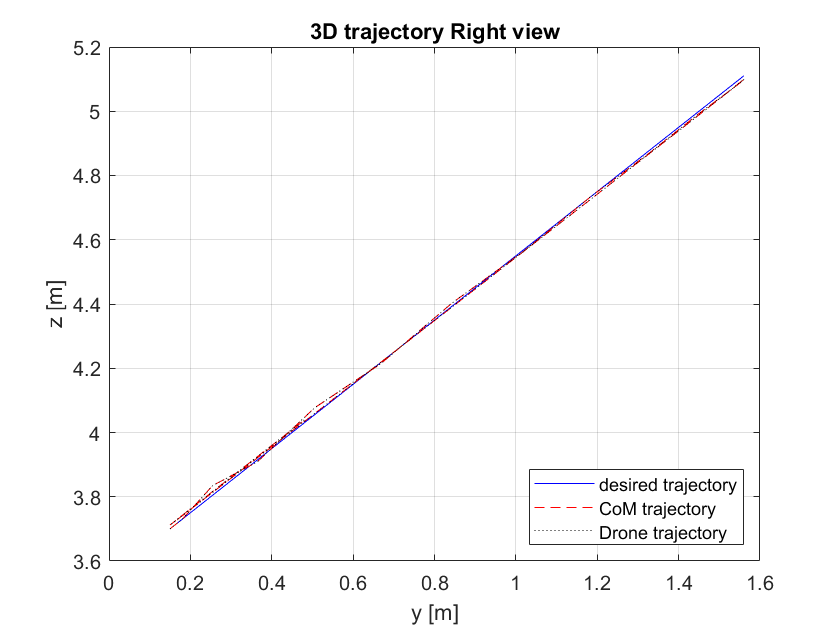 3D trajectory Right view
5.2
5
4.8
4.6
4.4
4.2
4
3.8
3.6
z [m]
desired trajectory
CoM trajectory
Drone trajectory
0 0.2 0.4 0.6 0.8 1 1.2 1.4 1.6
y [m]